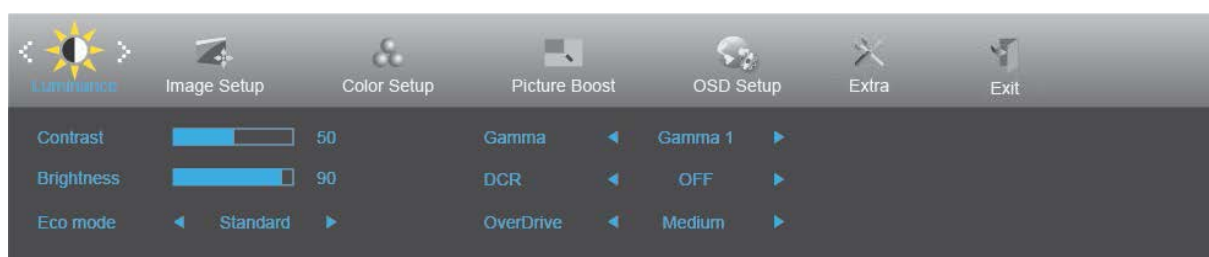 Luminance Image Setup Color Setup Picture Boost OSD Setup Extra Exit
Contrast 50 Gamma Gamma 1
Brightness 90 DCR OFF
Eco mode Standard OverDrive Medium